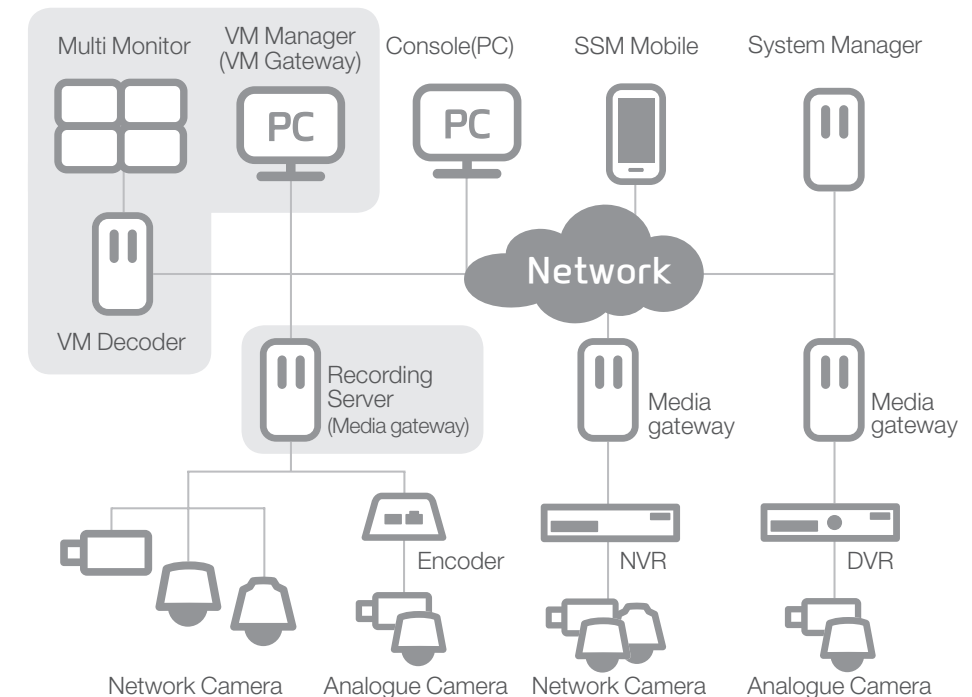 Multi Monitor
VM Manager
(VM Gateway)
Console(PC)
SSM Mobile
System Manager
PC
PC
Network
VM Decoder
Recording
Server
(Media gateway)
Media
gateway
Media
gateway
Encoder
NVR
DVR
Network Camera
Analogue Camera
Network Camera
Analogue Camera